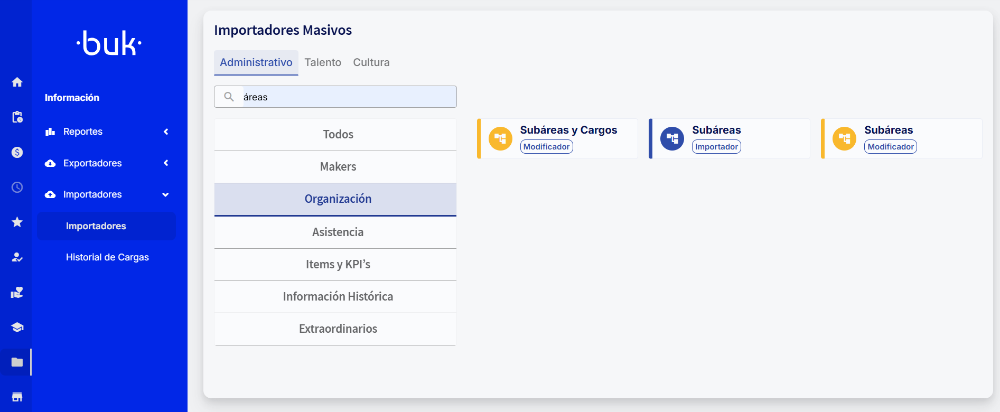 buk
Información
Reportes
Exportadores
Importadores
Importadores
Historial de Cargas
Importadores Masivos
Administrativo Talento Cultura
áreas
Todos
Makers
Organización
Asistencia
Items y KPI’s
Información Histórica
Extraordinarios
Subáreas y Cargos
Modificador
Subáreas
Importador
Subáreas
Modificador